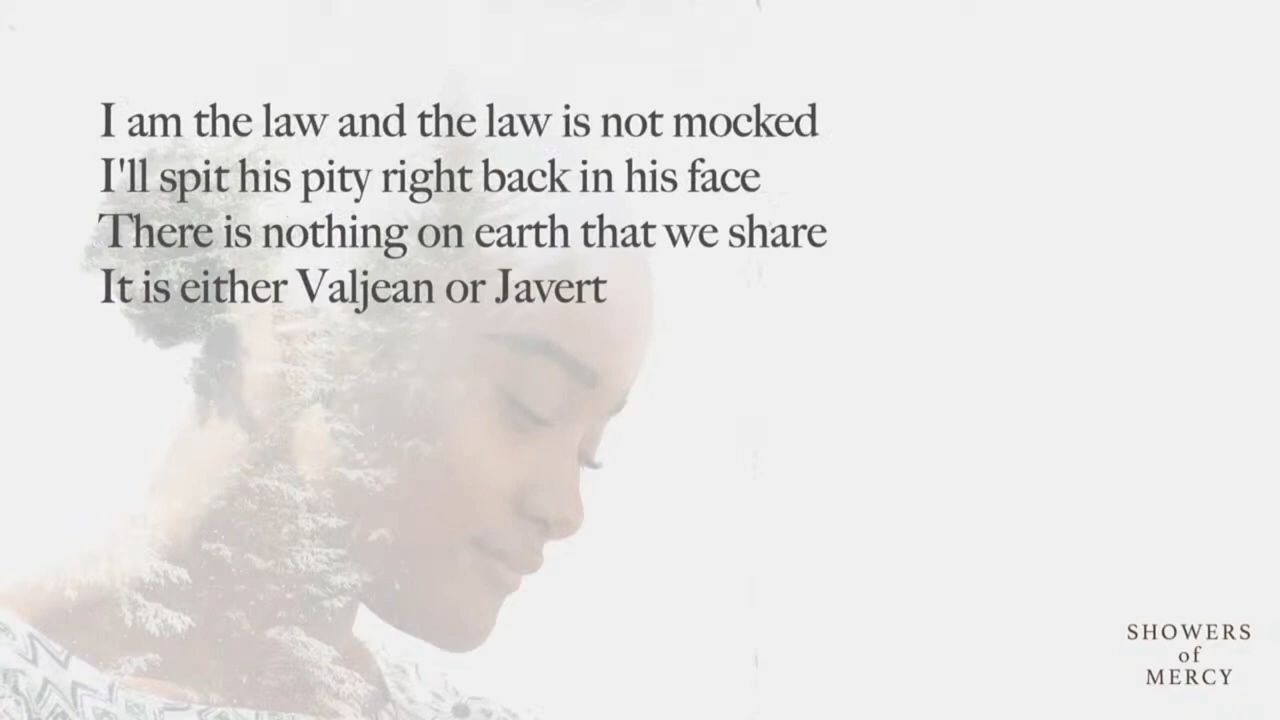 I am the law and the law is not mocked
I'll spit his pity right back in his face
There is nothing on earth that we share
It is either Valjean or Javert
SHOWERS
of
MERCY